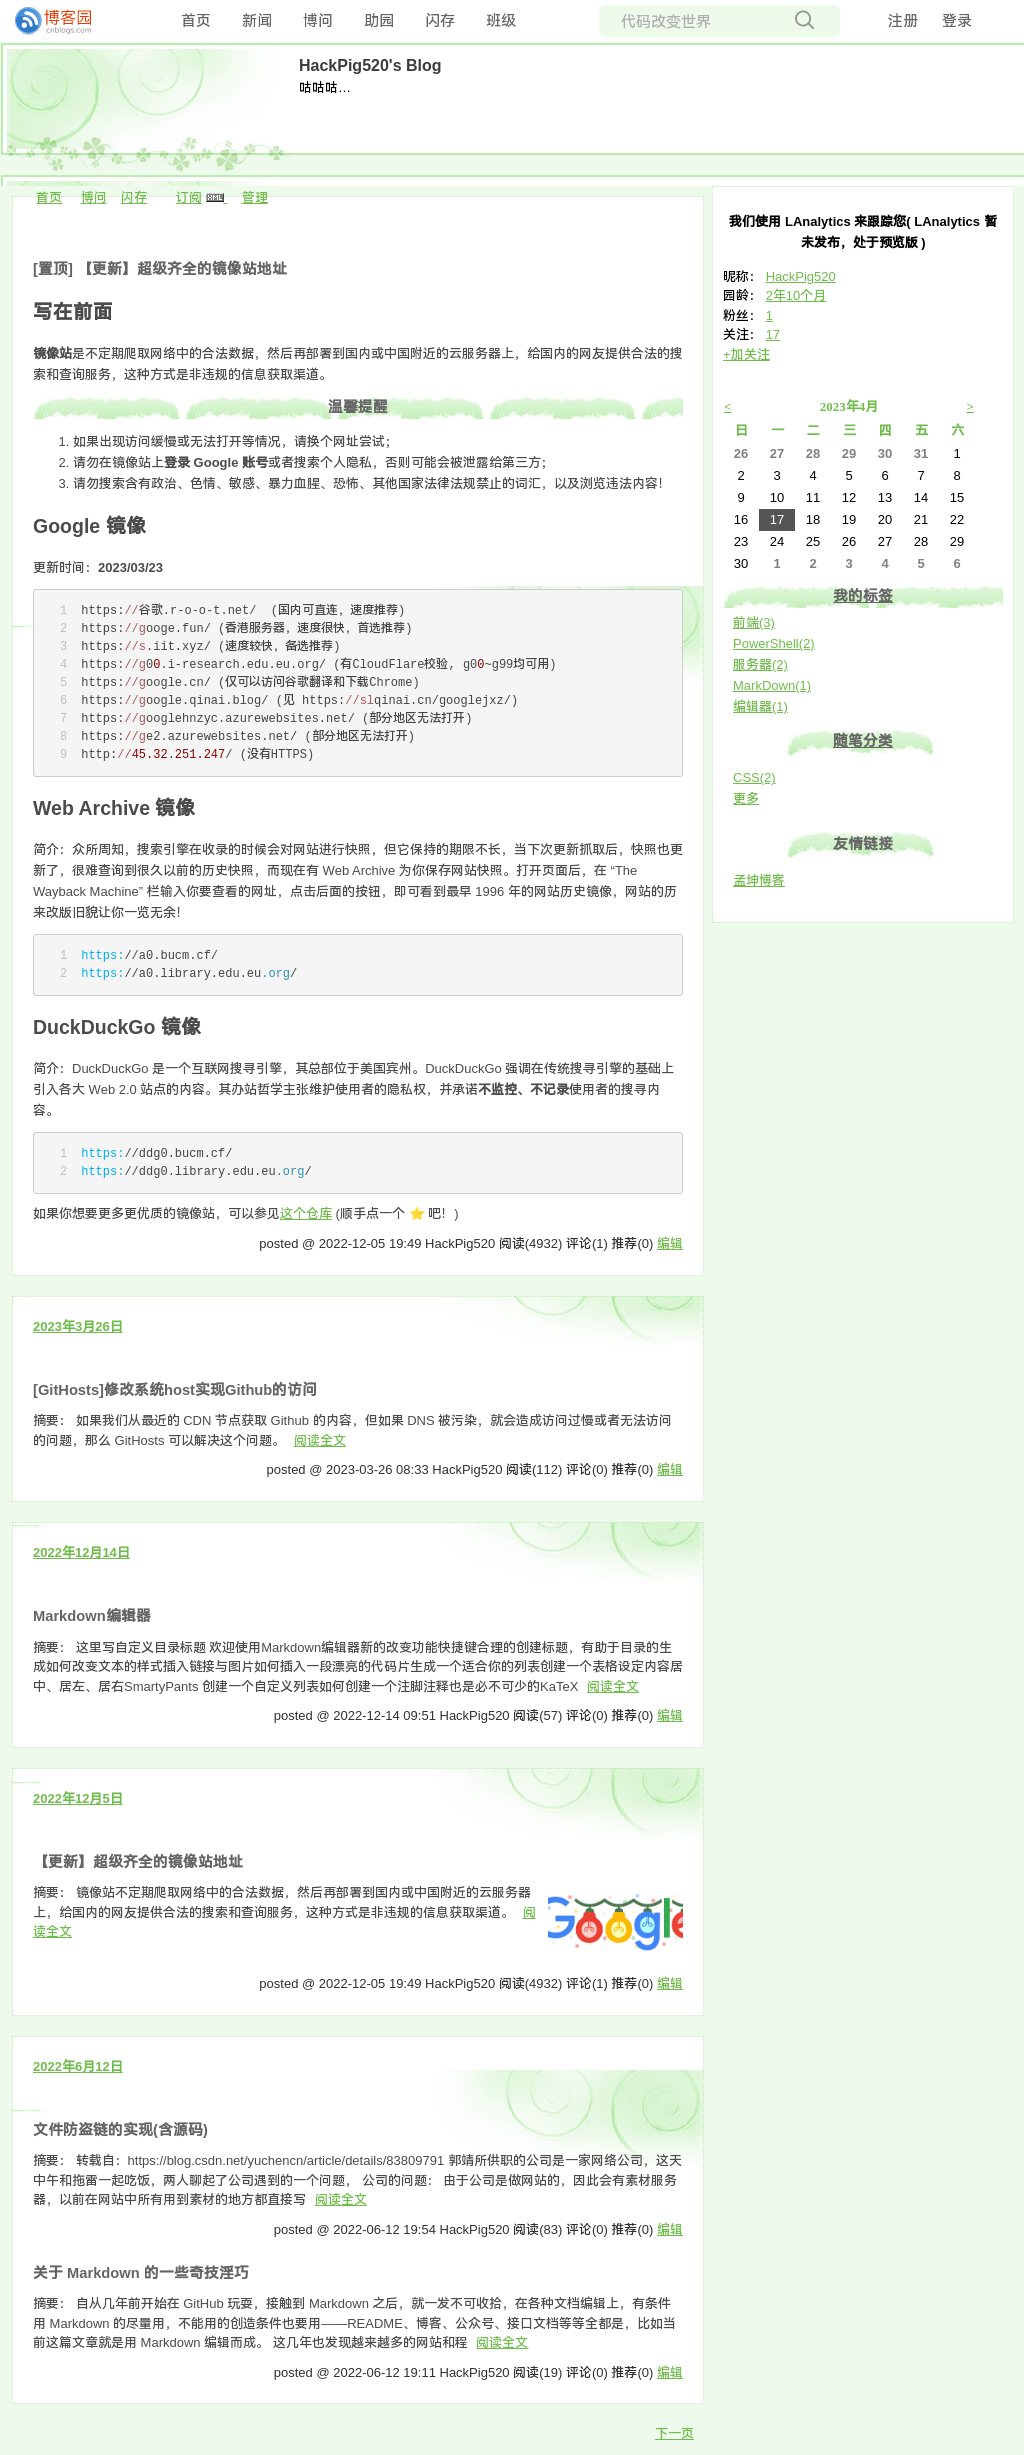 博客园
cnblogs.com
首页 新闻 博问 助园 闪存 班级
代码改变世界
注册 登录
HackPig520's Blog
咕咕咕…
首页 博问 闪存 订阅 XML 管理
[置顶] 【更新】超级齐全的镜像站地址
写在前面
镜像站是不定期爬取网络中的合法数据，然后再部署到国内或中国附近的云服务器上，给国内的网友提供合法的搜
索和查询服务，这种方式是非违规的信息获取渠道。
温馨提醒
1. 如果出现访问缓慢或无法打开等情况，请换个网址尝试；
2. 请勿在镜像站上登录 Google 账号或者搜索个人隐私，否则可能会被泄露给第三方；
3. 请勿搜索含有政治、色情、敏感、暴力血腥、恐怖、其他国家法律法规禁止的词汇，以及浏览违法内容！
Google 镜像
更新时间：2023/03/23
1 https://谷歌.r-o-o-t.net/ (国内可直连，速度推荐)
2 https://googe.fun/ (香港服务器，速度很快，首选推荐)
3 https://s.iit.xyz/ (速度较快，备选推荐)
4 https://g00.i-research.edu.eu.org/ (有CloudFlare校验, g00~g99均可用)
5 https://google.cn/ (仅可以访问谷歌翻译和下载Chrome)
6 https://google.qinai.blog/ (见 https://slqinai.cn/googlejxz/)
7 https://googlehnzyc.azurewebsites.net/ (部分地区无法打开)
8 https://ge2.azurewebsites.net/ (部分地区无法打开)
9 http://45.32.251.247/ (没有HTTPS)
Web Archive 镜像
简介：众所周知，搜索引擎在收录的时候会对网站进行快照，但它保持的期限不长，当下次更新抓取后，快照也更
新了，很难查询到很久以前的历史快照，而现在有 Web Archive 为你保存网站快照。打开页面后，在 “The
Wayback Machine” 栏输入你要查看的网址，点击后面的按钮，即可看到最早 1996 年的网站历史镜像，网站的历
来改版旧貌让你一览无余！
1 https://a0.bucm.cf/
2 https://a0.library.edu.eu.org/
DuckDuckGo 镜像
简介：DuckDuckGo 是一个互联网搜寻引擎，其总部位于美国宾州。DuckDuckGo 强调在传统搜寻引擎的基础上
引入各大 Web 2.0 站点的内容。其办站哲学主张维护使用者的隐私权，并承诺不监控、不记录使用者的搜寻内
容。
1 https://ddg0.bucm.cf/
2 https://ddg0.library.edu.eu.org/
如果你想要更多更优质的镜像站，可以参见这个仓库 (顺手点一个 ⭐ 吧！)
posted @ 2022-12-05 19:49 HackPig520 阅读(4932) 评论(1) 推荐(0) 编辑
2023年3月26日
[GitHosts]修改系统host实现Github的访问
摘要： 如果我们从最近的 CDN 节点获取 Github 的内容，但如果 DNS 被污染，就会造成访问过慢或者无法访问
的问题，那么 GitHosts 可以解决这个问题。 阅读全文
posted @ 2023-03-26 08:33 HackPig520 阅读(112) 评论(0) 推荐(0) 编辑
2022年12月14日
Markdown编辑器
摘要： 这里写自定义目录标题 欢迎使用Markdown编辑器新的改变功能快捷键合理的创建标题，有助于目录的生
成如何改变文本的样式插入链接与图片如何插入一段漂亮的代码片生成一个适合你的列表创建一个表格设定内容居
中、居左、居右SmartyPants 创建一个自定义列表如何创建一个注脚注释也是必不可少的KaTeX 阅读全文
posted @ 2022-12-14 09:51 HackPig520 阅读(57) 评论(0) 推荐(0) 编辑
2022年12月5日
【更新】超级齐全的镜像站地址
摘要： 镜像站不定期爬取网络中的合法数据，然后再部署到国内或中国附近的云服务器
上，给国内的网友提供合法的搜索和查询服务，这种方式是非违规的信息获取渠道。 阅
读全文
Google
posted @ 2022-12-05 19:49 HackPig520 阅读(4932) 评论(1) 推荐(0) 编辑
2022年6月12日
文件防盗链的实现(含源码)
摘要： 转载自：https://blog.csdn.net/yuchencn/article/details/83809791 郭靖所供职的公司是一家网络公司，这天
中午和拖雷一起吃饭，两人聊起了公司遇到的一个问题， 公司的问题： 由于公司是做网站的，因此会有素材服务
器，以前在网站中所有用到素材的地方都直接写 阅读全文
posted @ 2022-06-12 19:54 HackPig520 阅读(83) 评论(0) 推荐(0) 编辑
关于 Markdown 的一些奇技淫巧
摘要： 自从几年前开始在 GitHub 玩耍，接触到 Markdown 之后，就一发不可收拾，在各种文档编辑上，有条件
用 Markdown 的尽量用，不能用的创造条件也要用——README、博客、公众号、接口文档等等全都是，比如当
前这篇文章就是用 Markdown 编辑而成。 这几年也发现越来越多的网站和程 阅读全文
posted @ 2022-06-12 19:11 HackPig520 阅读(19) 评论(0) 推荐(0) 编辑
下一页
我们使用 LAnalytics 来跟踪您( LAnalytics 暂
未发布，处于预览版 )
昵称： HackPig520
园龄： 2年10个月
粉丝： 1
关注： 17
+加关注
< 2023年4月 >
日 一 二 三 四 五 六
26 27 28 29 30 31 1
2 3 4 5 6 7 8
9 10 11 12 13 14 15
16 17 18 19 20 21 22
23 24 25 26 27 28 29
30 1 2 3 4 5 6
我的标签
前端(3)
PowerShell(2)
服务器(2)
MarkDown(1)
编辑器(1)
随笔分类
CSS(2)
更多
友情链接
孟坤博客